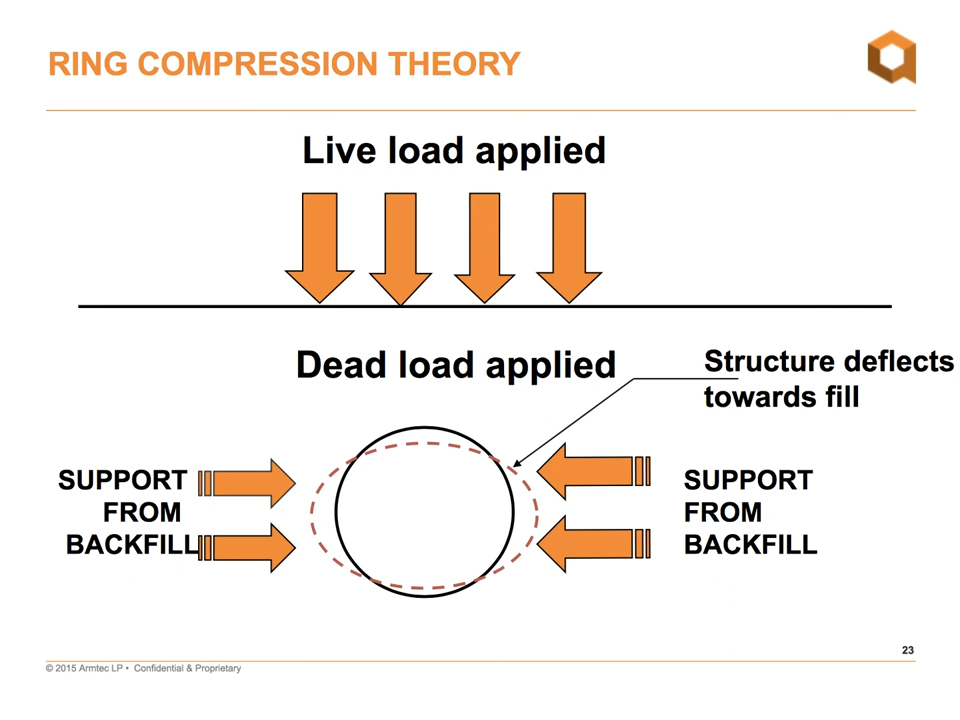 RING COMPRESSION THEORY
Live load applied
Dead load applied
Structure deflects
towards fill
SUPPORT
FROM
BACKFILL
SUPPORT
FROM
BACKFILL
23
© 2015 Armtec LP • Confidential & Proprietary